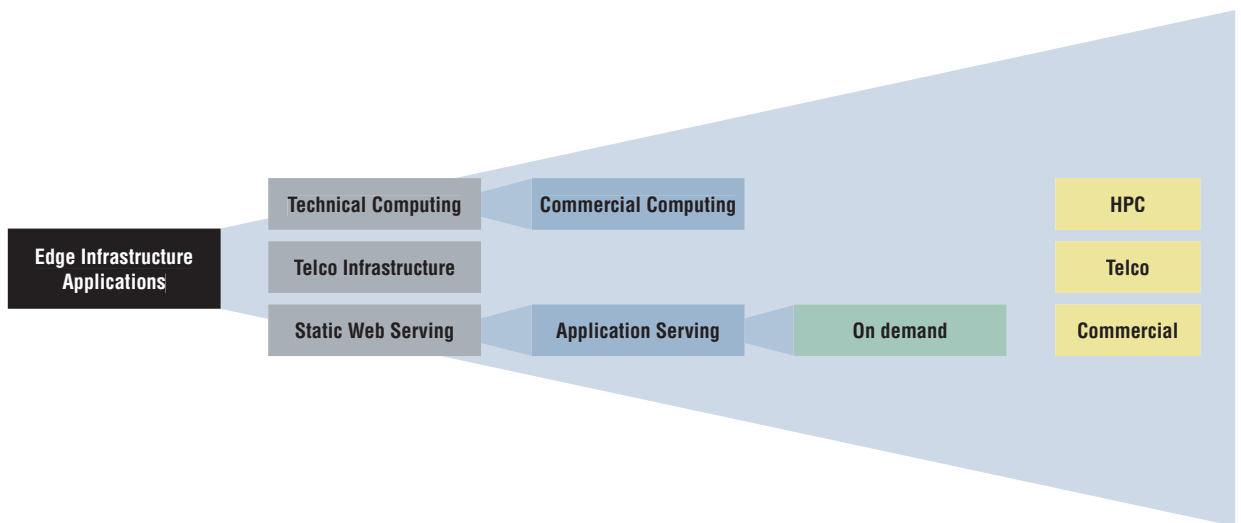 Technical Computing
Commercial Computing
HPC
Edge Infrastructure
Applications
Telco Infrastructure
Telco
Static Web Serving
Application Serving
On demand
Commercial